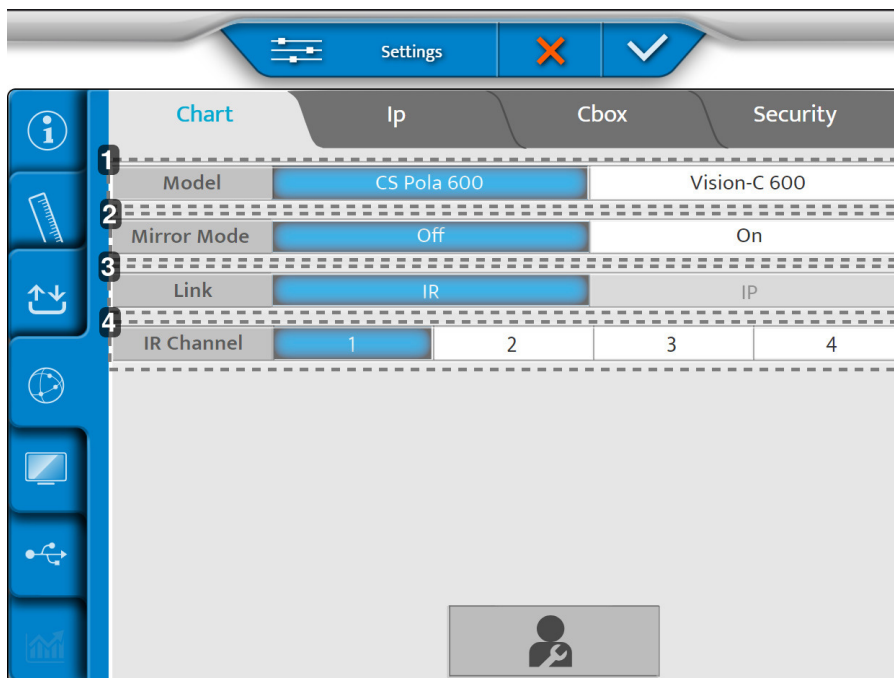 Settings
Chart Ip Cbox Security
1
Model CS Pola 600 Vision-C 600
2
Mirror Mode Off On
3
Link IR IP
4
IR Channel 1 2 3 4